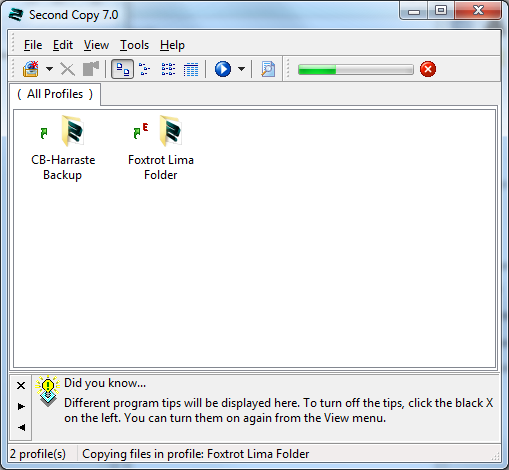 Second Copy 7.0
File Edit View Tools Help
( All Profiles )
CB-Harraste
Backup
E
Foxtrot Lima
Folder
Did you know...
Different program tips will be displayed here. To turn off the tips, click the black X
on the left. You can turn them on again from the View menu.
2 profile(s)
Copying files in profile: Foxtrot Lima Folder